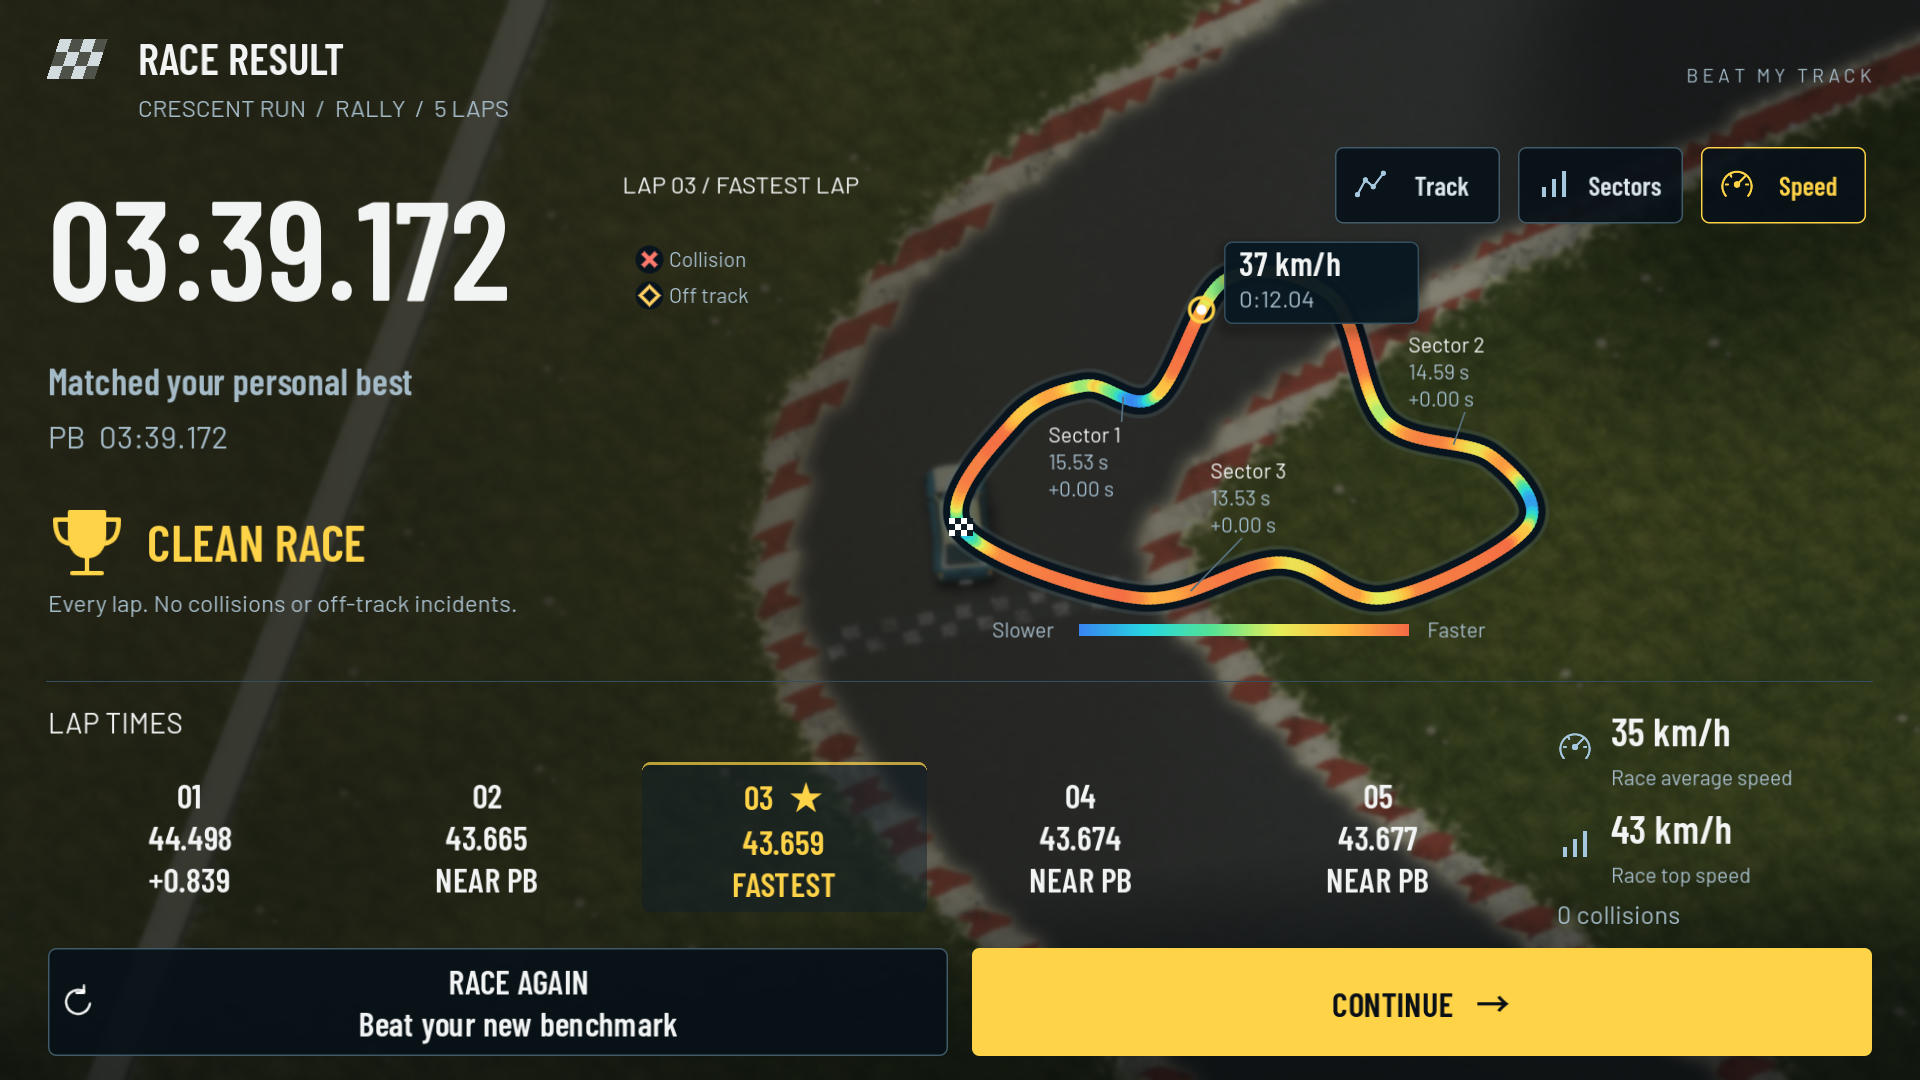 RACE RESULT
CRESCENT RUN / RALLY / 5 LAPS
BEAT MY TRACK
03:39.172
Matched your personal best
PB 03:39.172
CLEAN RACE
Every lap. No collisions or off-track incidents.
LAP 03 / FASTEST LAP
Collision
Off track
Track
Sectors
Speed
37 km/h
0:12.04
Sector 1
15.53 s
+0.00 s
Sector 2
14.59 s
+0.00 s
Sector 3
13.53 s
+0.00 s
Slower
Faster
LAP TIMES
01
44.498
+0.839
02
43.665
NEAR PB
03
43.659
FASTEST
04
43.674
NEAR PB
05
43.677
NEAR PB
35 km/h
Race average speed
43 km/h
Race top speed
0 collisions
RACE AGAIN
Beat your new benchmark
CONTINUE →